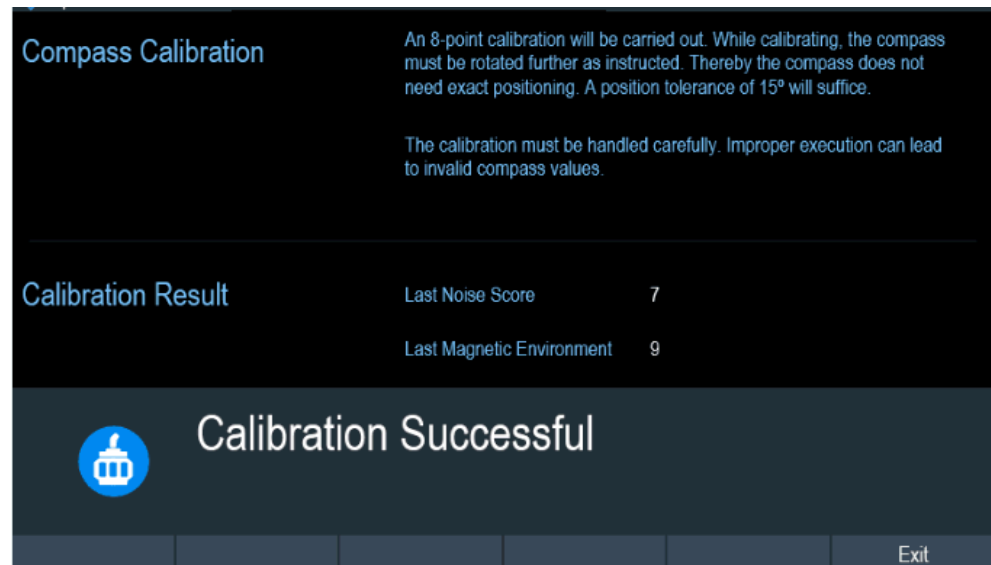 Compass Calibration
An 8-point calibration will be carried out. While calibrating, the compass
must be rotated further as instructed. Thereby the compass does not
need exact positioning. A position tolerance of 15º will suffice.
The calibration must be handled carefully. Improper execution can lead
to invalid compass values.
Calibration Result
Last Noise Score 7
Last Magnetic Environment 9
Calibration Successful
Exit